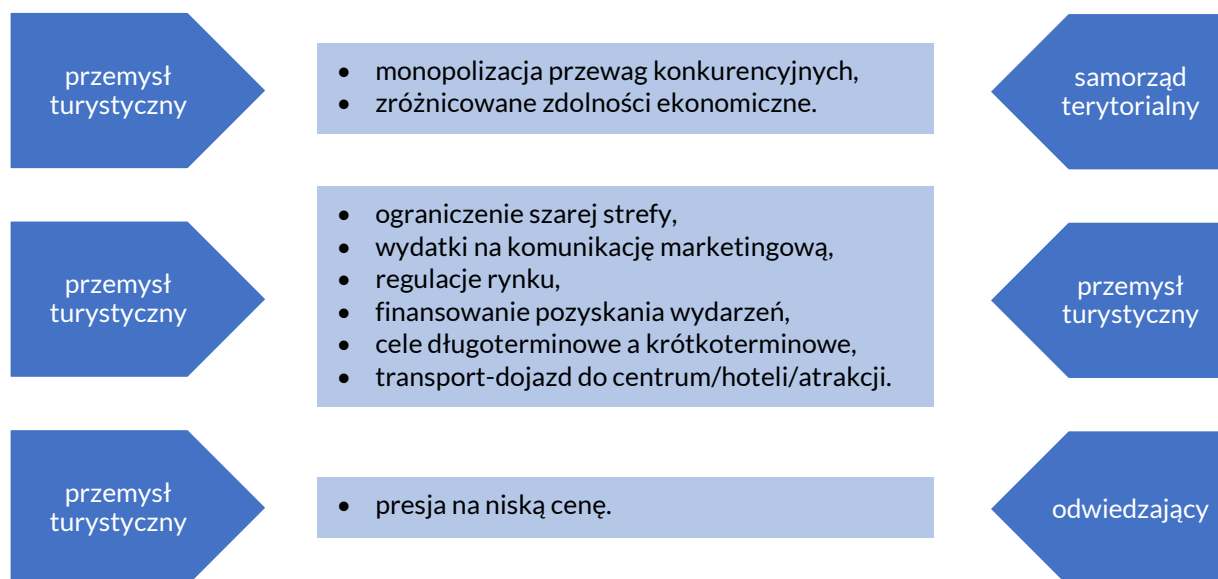 przemysł
turystyczny
• monopolizacja przewag konkurencyjnych,
• zróżnicowane zdolności ekonomiczne.
samorząd
terytorialny
przemysł
turystyczny
• ograniczenie szarej strefy,
• wydatki na komunikację marketingową,
• regulacje rynku,
• finansowanie pozyskania wydarzeń,
• cele długoterminowe a krótkoterminowe,
• transport-dojazd do centrum/hoteli/atrakcji.
przemysł
turystyczny
przemysł
turystyczny
• presja na niską cenę.
odwiedzający